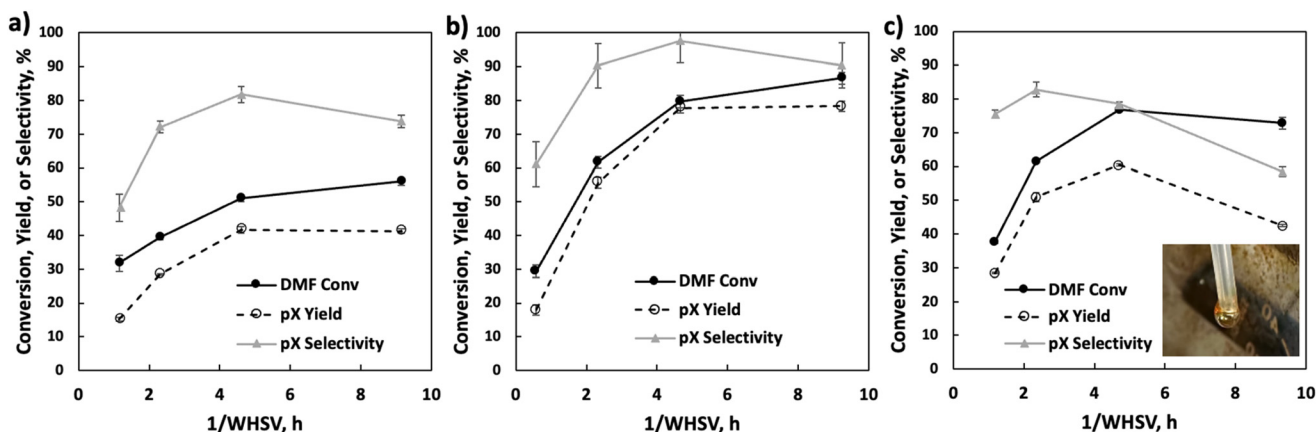 a)
Conversion, Yield, or Selectivity, %
100
90
80
70
60
50
40
30
20
10
0
DMF Conv
pX Yield
pX Selectivity
0 2 4 6 8 10
1/WHSV, h
b)
Conversion, Yield, or Selectivity, %
100
90
80
70
60
50
40
30
20
10
0
DMF Conv
pX Yield
pX Selectivity
0 2 4 6 8 10
1/WHSV, h
c)
Conversion, Yield, or Selectivity, %
100
90
80
70
60
50
40
30
20
10
0
DMF Conv
pX Yield
pX Selectivity
0 2 4 6 8 10
1/WHSV, h